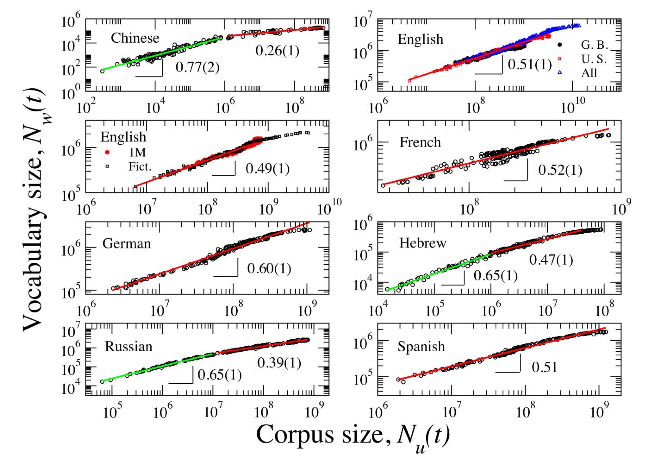 Vocabulary size, N_w(t)
Corpus size, N_u(t)
Chinese
0.77(2)
0.26(1)
10^6
10^4
10^2
10^0
10^2 10^4 10^6 10^8
English
0.51(1)
G. B.
U. S.
All
10^7
10^6
10^5
10^6 10^8 10^10
English
1M
Fict.
0.49(1)
10^6
10^5
10^6 10^7 10^8 10^9 10^10
French
0.52(1)
10^6
10^8 10^9
German
0.60(1)
10^6
10^5
10^6 10^7 10^8 10^9
Hebrew
0.65(1)
0.47(1)
10^6
10^5
10^4
10^4 10^5 10^6 10^7 10^8
Russian
0.65(1)
0.39(1)
10^7
10^6
10^5
10^4
10^5 10^6 10^7 10^8 10^9
Spanish
0.51
10^6
10^5
10^6 10^7 10^8 10^9